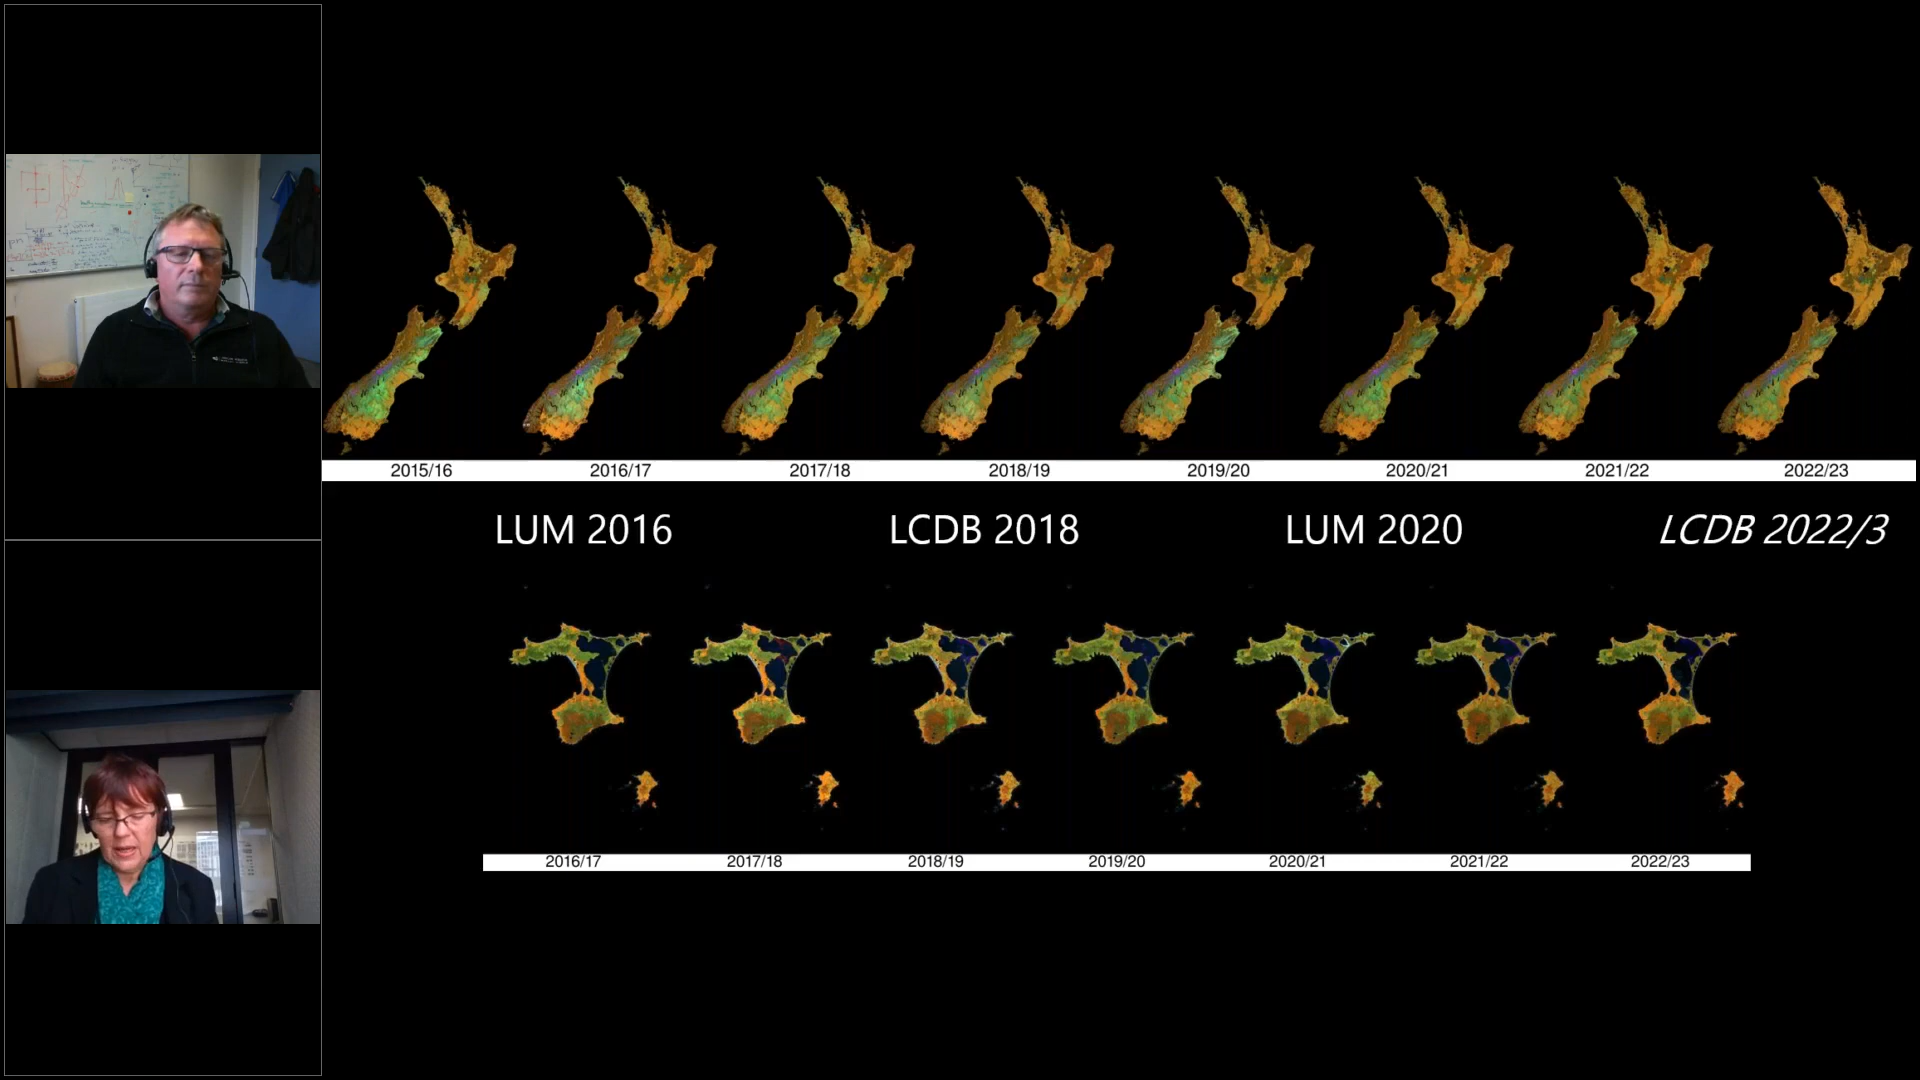 2015/16 2016/17 2017/18 2018/19 2019/20 2020/21 2021/22 2022/23
LUM 2016 LCDB 2018 LUM 2020 LCDB 2022/3
2016/17 2017/18 2018/19 2019/20 2020/21 2021/22 2022/23